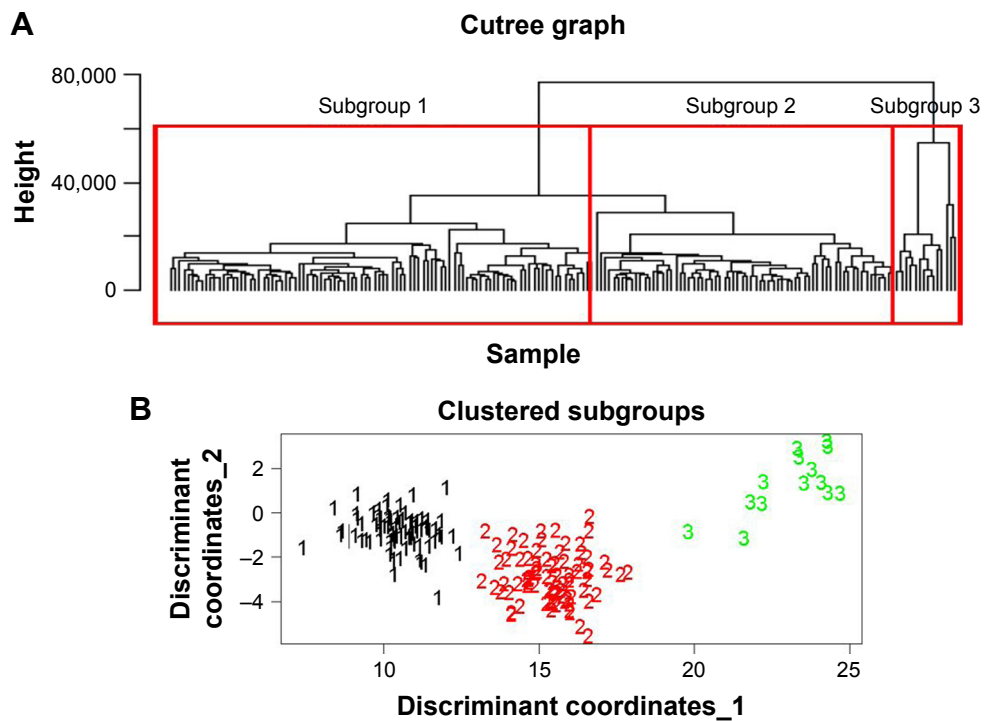 A
Cutree graph
Subgroup 1
Subgroup 2
Subgroup 3
Height
80,000
40,000
0
Sample
B
Clustered subgroups
Discriminant
coordinates_2
2
0
–2
–4
10
15
20
25
Discriminant coordinates_1